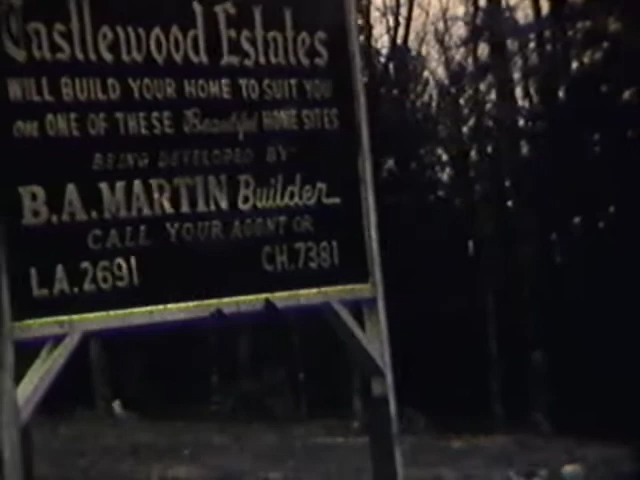 Castlewood Estates
WILL BUILD YOUR HOME TO SUIT YOU
ON ONE OF THESE Beautiful HOME SITES
BEING DEVELOPED BY
B.A. MARTIN Builder
CALL YOUR AGENT OR
L.A. 2691 CH. 7381